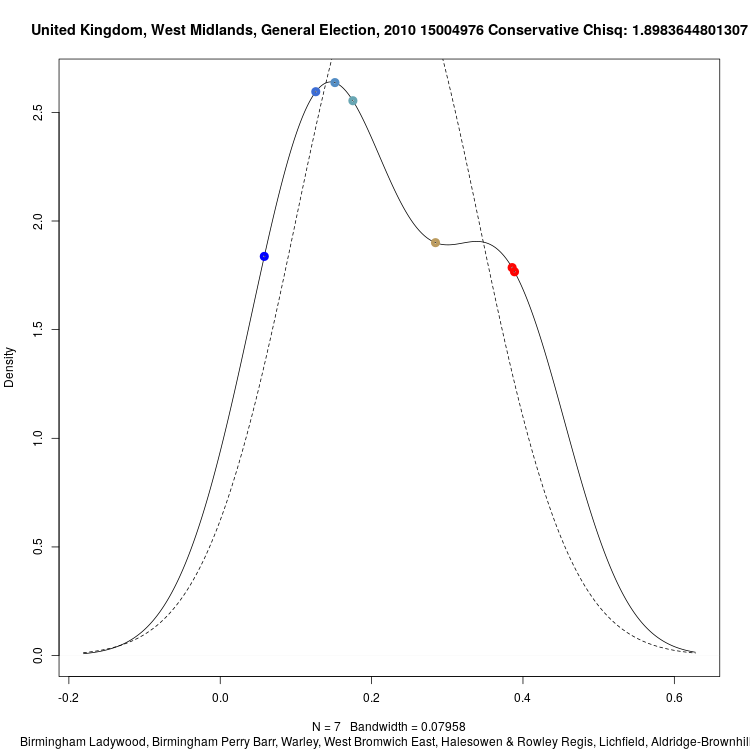 United Kingdom, West Midlands, General Election, 2010 15004976 Conservative Chisq: 1.8983644801307
Density
2.5
2.0
1.5
1.0
0.5
0.0
-0.2 0.0 0.2 0.4 0.6
N = 7 Bandwidth = 0.07958
Birmingham Ladywood, Birmingham Perry Barr, Warley, West Bromwich East, Halesowen & Rowley Regis, Lichfield, Aldridge-Brownhil